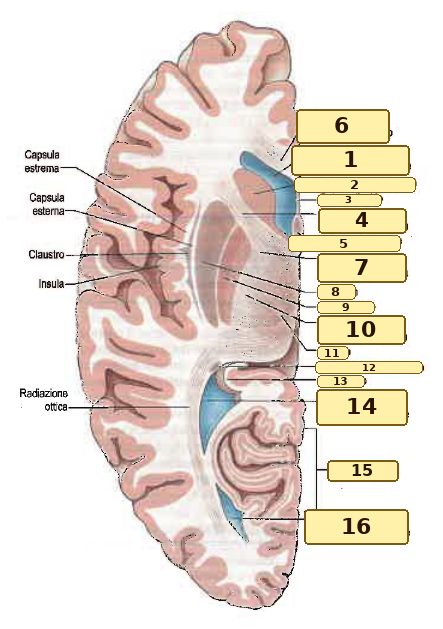 Capsula
estrema
Capsula
esterna
Claustro
Insula
Radiazione
ottica
6
1
2
3
4
5
7
8
9
10
11
12
13
14
15
16